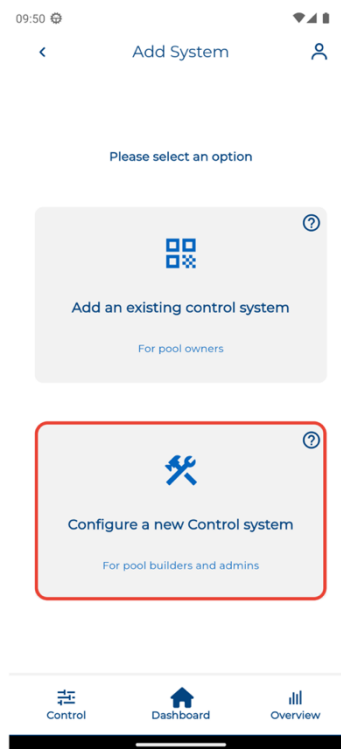 09:50
Add System
Please select an option
Add an existing control system
For pool owners
Configure a new Control system
For pool builders and admins
Control
Dashboard
Overview